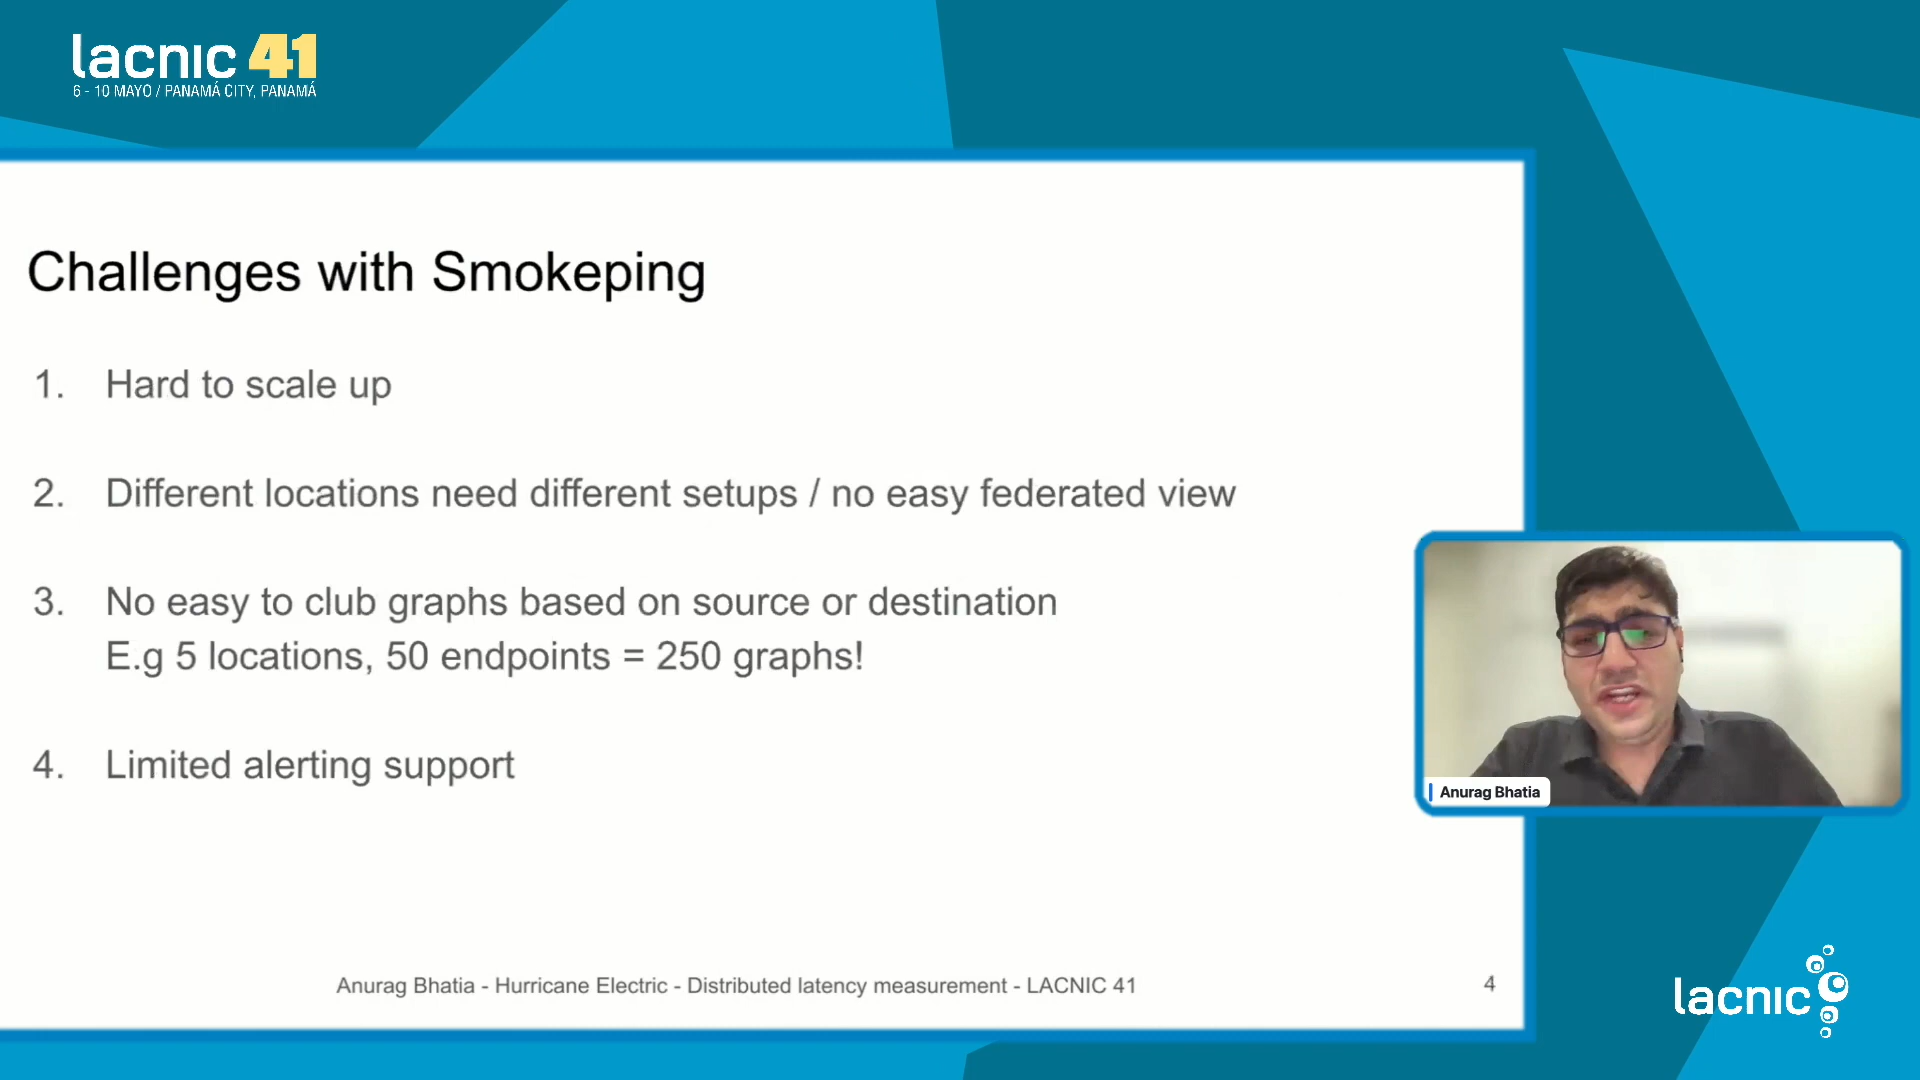 lacnic 41
6 - 10 MAYO / PANAMÁ CITY, PANAMÁ
Challenges with Smokeping
1. Hard to scale up
2. Different locations need different setups / no easy federated view
3. No easy to club graphs based on source or destination
E.g 5 locations, 50 endpoints = 250 graphs!
4. Limited alerting support
Anurag Bhatia
Anurag Bhatia - Hurricane Electric - Distributed latency measurement - LACNIC 41
4
lacnic